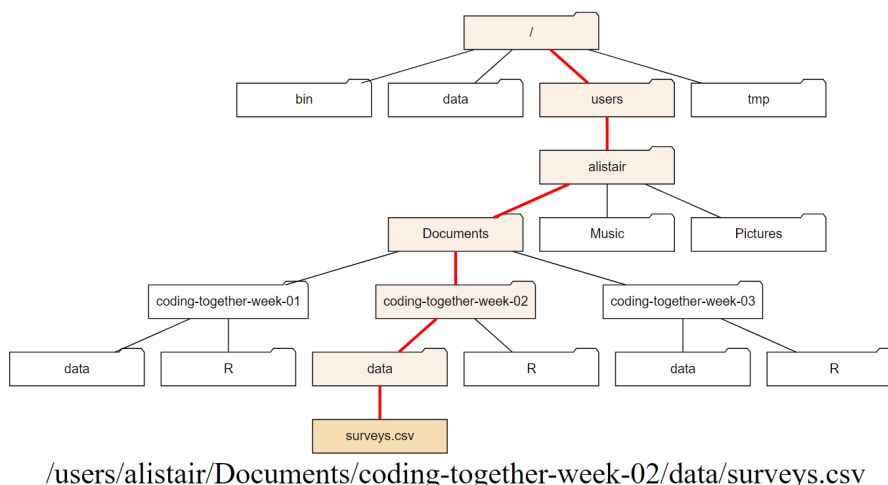 /
bin data users tmp
alistair
Documents Music Pictures
coding-together-week-01 coding-together-week-02 coding-together-week-03
data R data R data R
surveys.csv
/users/alistair/Documents/coding-together-week-02/data/surveys.csv